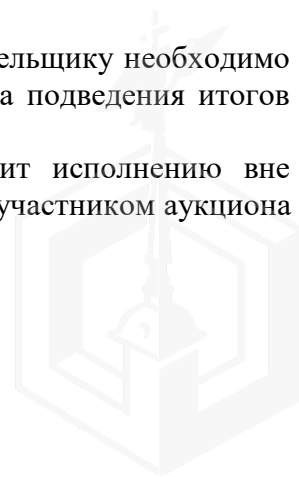 ельщику необходимо
а подведения итогов
ит исполнению вне
участником аукциона